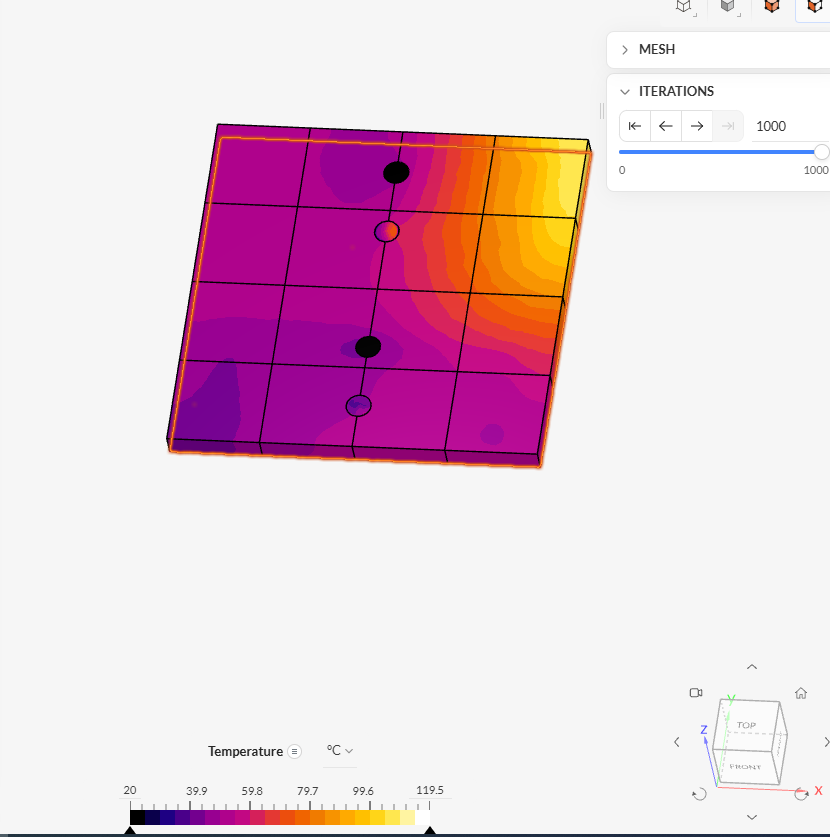 MESH
ITERATIONS
1000
0 1000
Y
TOP
Z
FRONT
X
Temperature °C
20 39.9 59.8 79.7 99.6 119.5